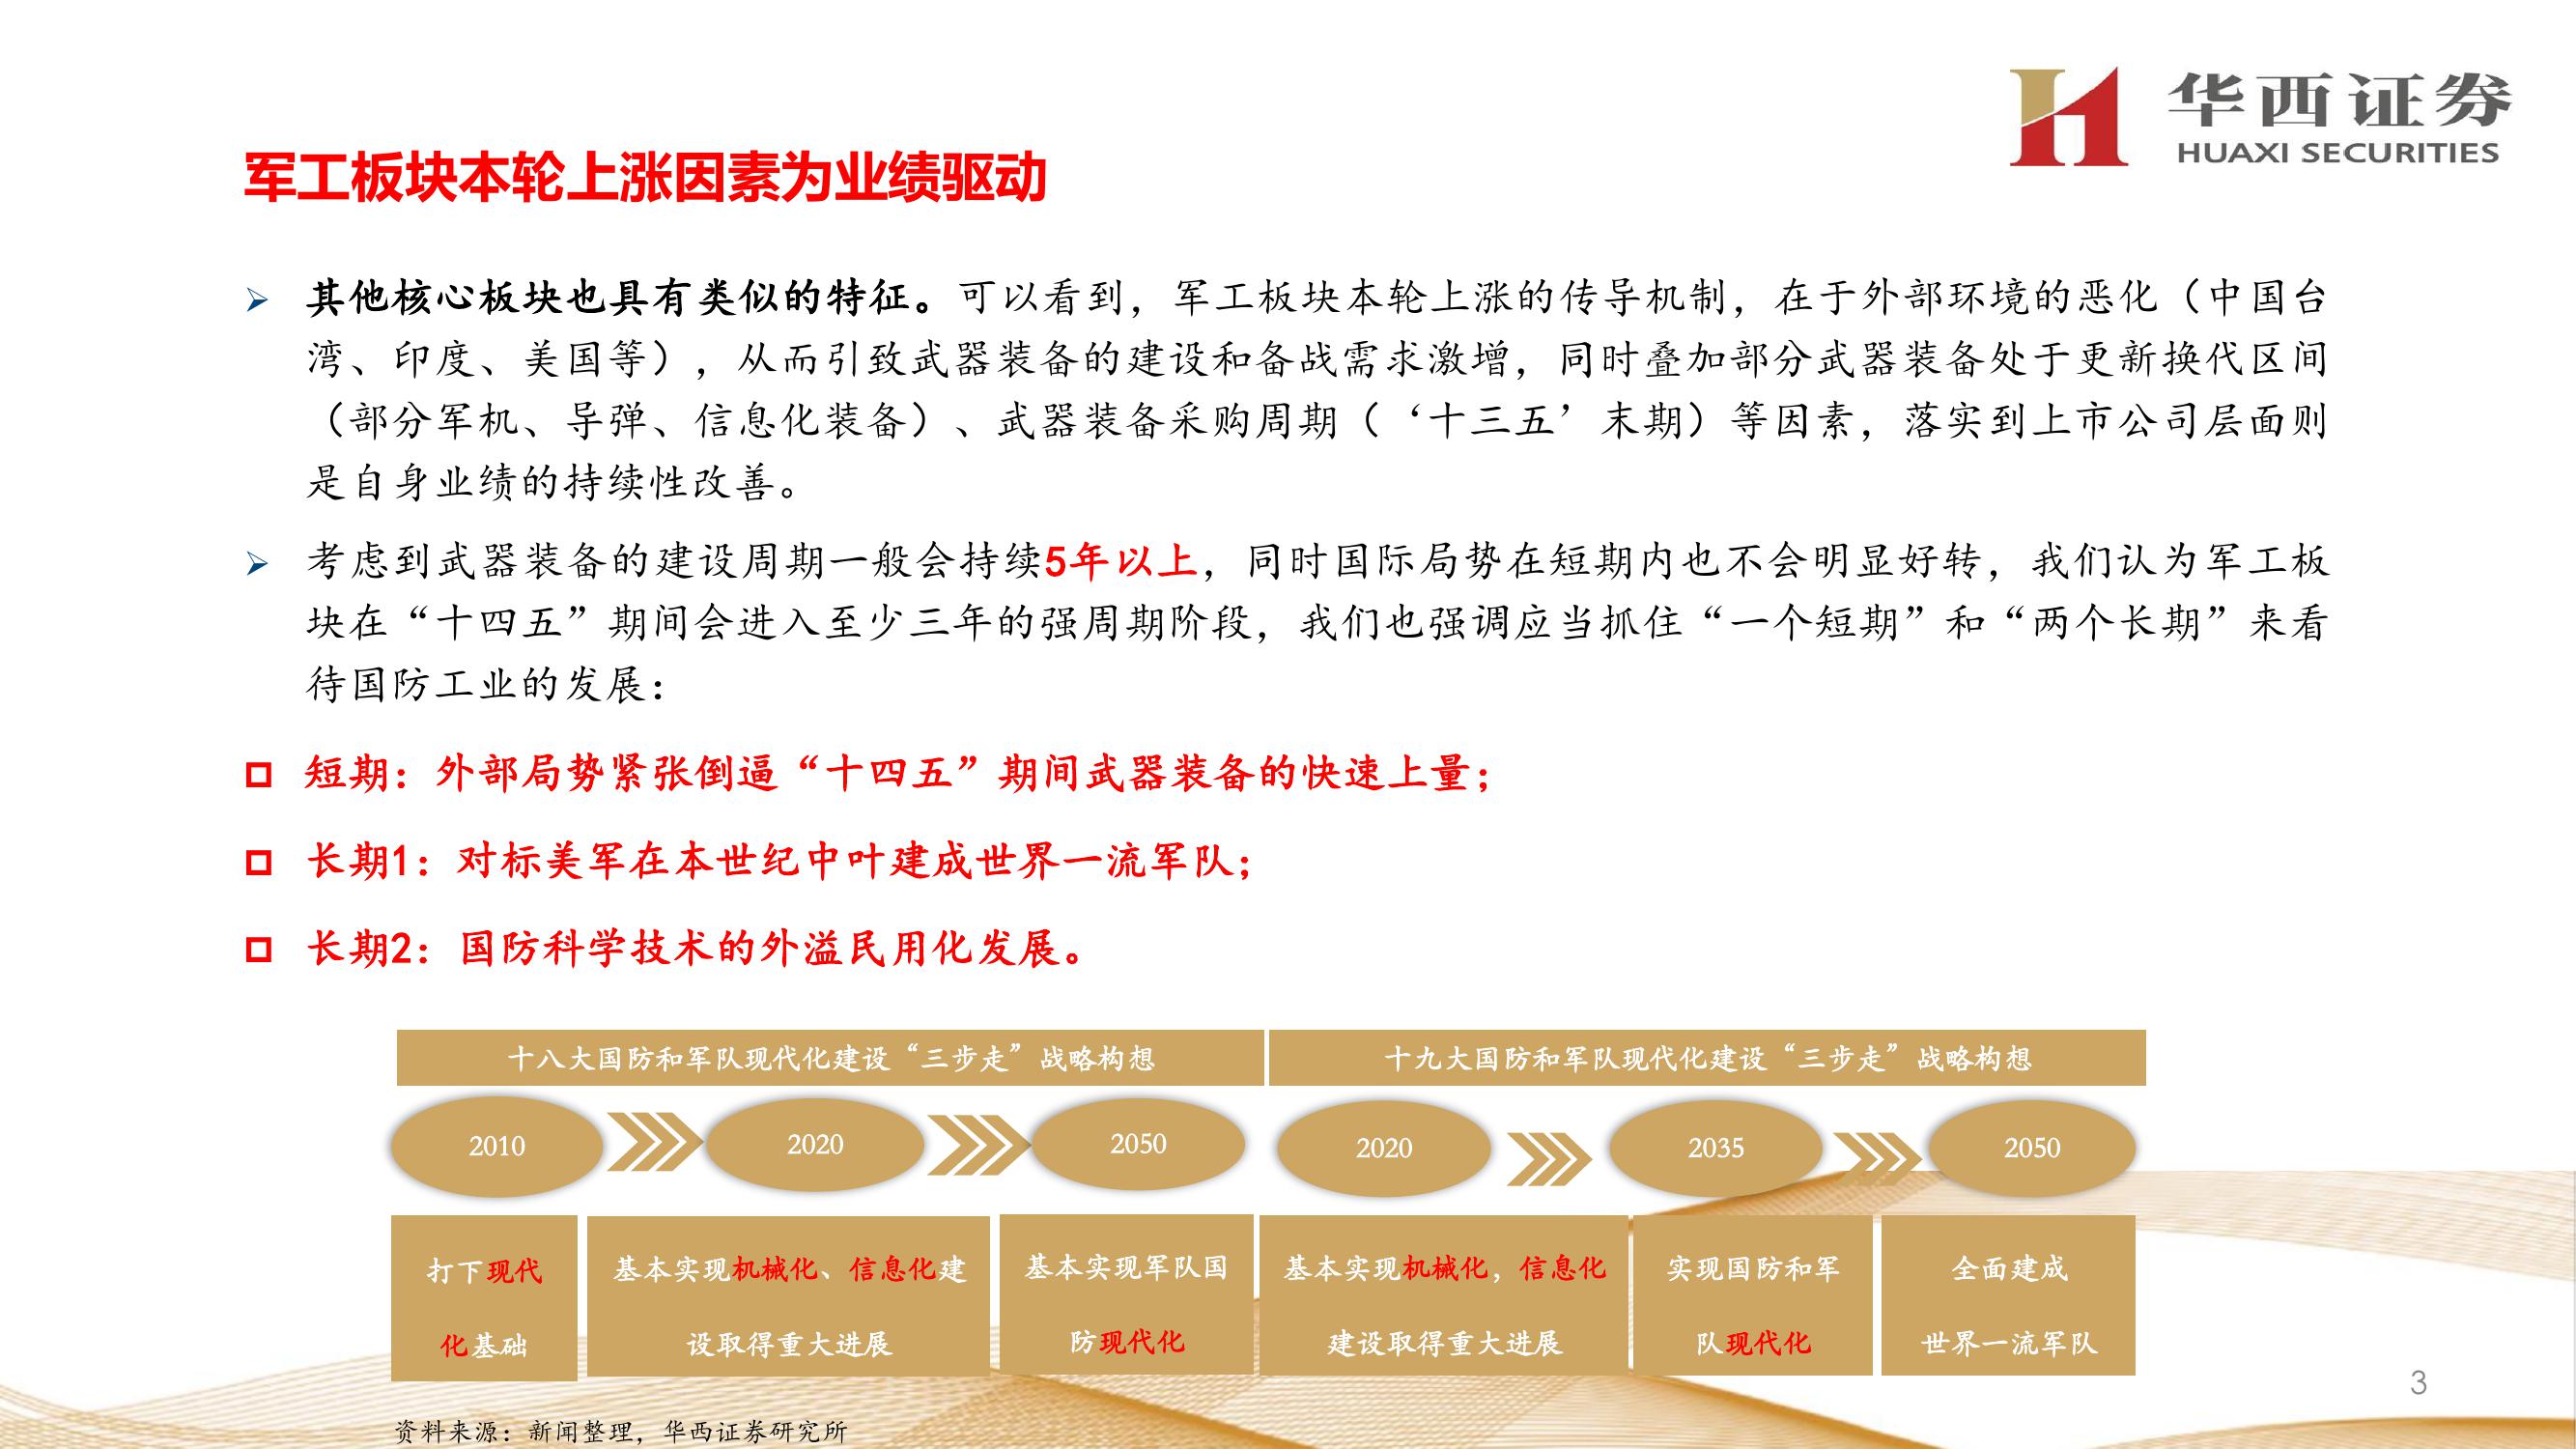 华西证券
HUAXI SECURITIES
军工板块本轮上涨因素为业绩驱动
其他核心板块也具有类似的特征。可以看到，军工板块本轮上涨的传导机制，在于外部环境的恶化（中国台
湾、印度、美国等），从而引致武器装备的建设和备战需求激增，同时叠加部分武器装备处于更新换代区间
（部分军机、导弹、信息化装备）、武器装备采购周期（‘十三五’末期）等因素，落实到上市公司层面则
是自身业绩的持续性改善。
考虑到武器装备的建设周期一般会持续5年以上，同时国际局势在短期内也不会明显好转，我们认为军工板
块在“十四五”期间会进入至少三年的强周期阶段，我们也强调应当抓住“一个短期”和“两个长期”来看
待国防工业的发展：
短期：外部局势紧张倒逼“十四五”期间武器装备的快速上量；
长期1：对标美军在本世纪中叶建成世界一流军队；
长期2：国防科学技术的外溢民用化发展。
十八大国防和军队现代化建设“三步走”战略构想
十九大国防和军队现代化建设“三步走”战略构想
2010
2020
2050
2020
2035
2050
打下现代
化基础
基本实现机械化、信息化建
设取得重大进展
基本实现军队国
防现代化
基本实现机械化，信息化
建设取得重大进展
实现国防和军
队现代化
全面建成
世界一流军队
资料来源：新闻整理，华西证券研究所
3